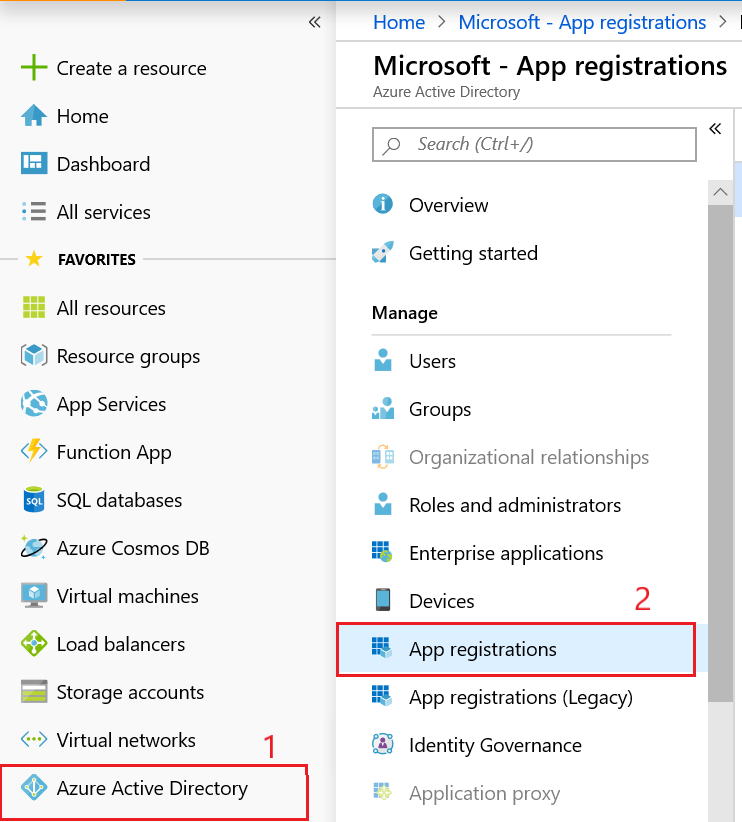 «
Create a resource
Home
Dashboard
All services
FAVORITES
All resources
Resource groups
App Services
Function App
SQL
SQL databases
Azure Cosmos DB
Virtual machines
Load balancers
Storage accounts
Virtual networks
1
Azure Active Directory
Home > Microsoft - App registrations >
Microsoft - App registrations
Azure Active Directory
Search (Ctrl+/)
«
Overview
Getting started
Manage
Users
Groups
Organizational relationships
Roles and administrators
Enterprise applications
Devices
2
App registrations
App registrations (Legacy)
Identity Governance
Application proxy